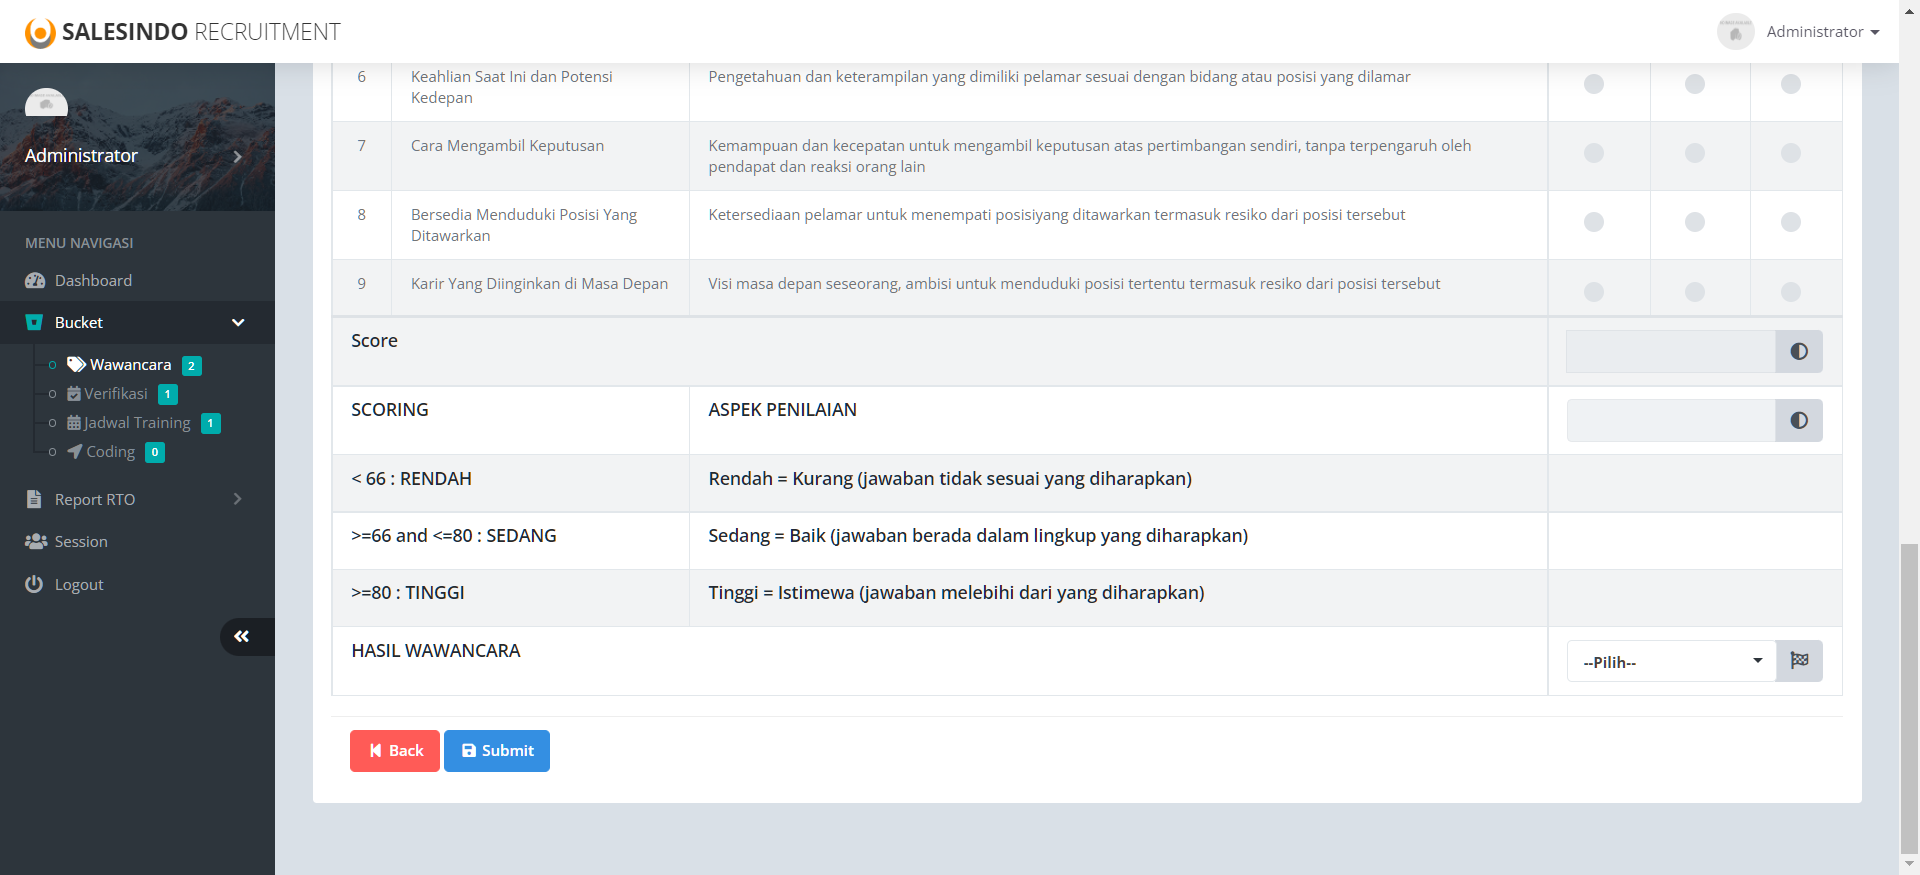 SALESINDO RECRUITMENT
Administrator
Administrator
MENU NAVIGASI
Dashboard
Bucket
Wawancara 2
Verifikasi 1
Jadwal Training 1
Coding 0
Report RTO
Session
Logout
6 Keahlian Saat Ini dan Potensi Pengetahuan dan keterampilan yang dimiliki pelamar sesuai dengan bidang atau posisi yang dilamar
Kedepan
7 Cara Mengambil Keputusan Kemampuan dan kecepatan untuk mengambil keputusan atas pertimbangan sendiri, tanpa terpengaruh oleh
pendapat dan reaksi orang lain
8 Bersedia Menduduki Posisi Yang Ketersediaan pelamar untuk menempati posisiyang ditawarkan termasuk resiko dari posisi tersebut
Ditawarkan
9 Karir Yang Diinginkan di Masa Depan Visi masa depan seseorang, ambisi untuk menduduki posisi tertentu termasuk resiko dari posisi tersebut
Score
SCORING ASPEK PENILAIAN
< 66 : RENDAH Rendah = Kurang (jawaban tidak sesuai yang diharapkan)
>=66 and <=80 : SEDANG Sedang = Baik (jawaban berada dalam lingkup yang diharapkan)
>=80 : TINGGI Tinggi = Istimewa (jawaban melebihi dari yang diharapkan)
HASIL WAWANCARA --Pilih--
Back Submit